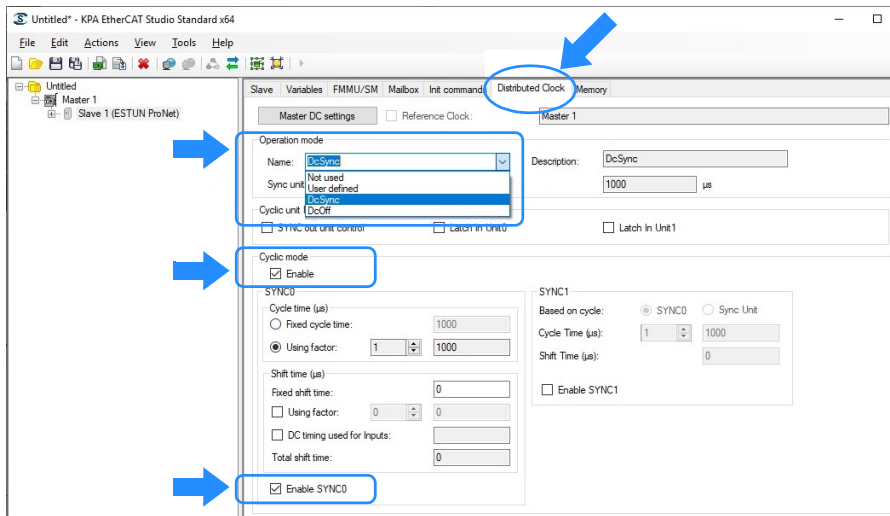 Untitled* - KPA EtherCAT Studio Standard x64
File Edit Actions View Tools Help
Untitled
Master 1
Slave 1 (ESTUN ProNet)
Slave Variables FMMU/SM Mailbox Init command Distributed Clock Memory
Master DC settings Reference Clock: Master 1
Operation mode
Name: DcSync Description: DcSync
Not used
User defined
DcSync
DcOff
Sync unit 1000 µs
Cyclic unit
SYNC out unit control Latch In Unit0 Latch In Unit1
Cyclic mode
Enable
SYNC0 SYNC1
Cycle time (µs) Based on cycle: SYNC0 Sync Unit
Fixed cycle time: 1000 Cycle Time (µs): 1 1000
Using factor: 1 1000 Shift Time (µs): 0
Shift time (µs)
Fixed shift time: 0 Enable SYNC1
Using factor: 0 0
DC timing used for Inputs:
Total shift time: 0
Enable SYNC0